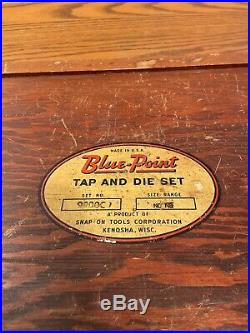 MADE IN U.S.A.
Blue-Point
TAP AND DIE SET
SET NO. SIZE RANGE
A PRODUCT OF
SNAP-ON TOOLS CORPORATION
KENOSHA, WISC.